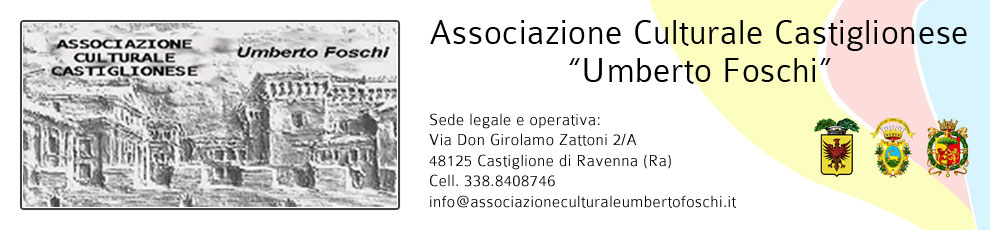 ASSOCIAZIONE
CULTURALE
CASTIGLIONESE
Umberto Foschi
Associazione Culturale Castiglionese
“Umberto Foschi”
Sede legale e operativa:
Via Don Girolamo Zattoni 2/A
48125 Castiglione di Ravenna (Ra)
Cell. 338.8408746
info@associazioneculturaleumbertofoschi.it